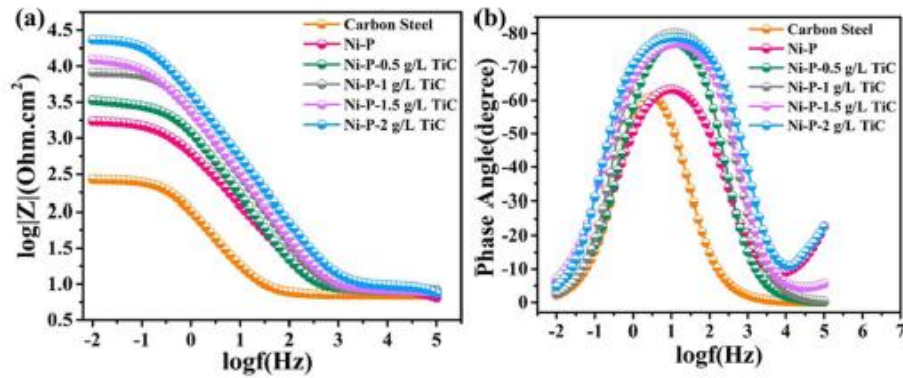 (a)
Carbon Steel
Ni-P
Ni-P-0.5 g/L TiC
Ni-P-1 g/L TiC
Ni-P-1.5 g/L TiC
Ni-P-2 g/L TiC
log|Z|(Ohm.cm²)
4.5
4.0
3.5
3.0
2.5
2.0
1.5
1.0
0.5
-2 -1 0 1 2 3 4 5
logf(Hz)
(b)
Carbon Steel
Ni-P
Ni-P-0.5 g/L TiC
Ni-P-1 g/L TiC
Ni-P-1.5 g/L TiC
Ni-P-2 g/L TiC
Phase Angle(degree)
-80
-70
-60
-50
-40
-30
-20
-10
0
-2 -1 0 1 2 3 4 5 6 7
logf(Hz)